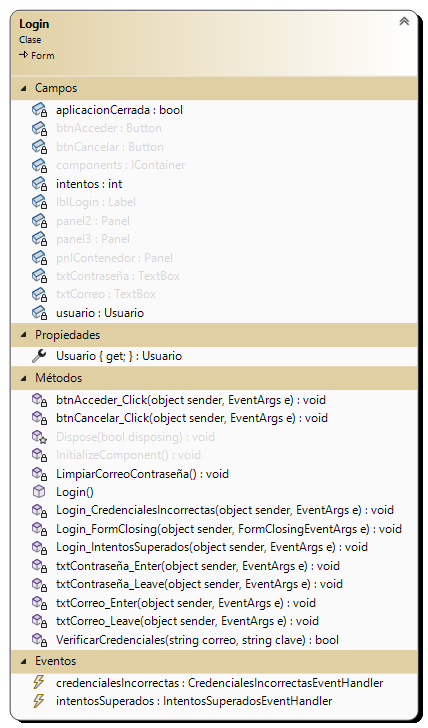 Login
Clase
Form
Campos
aplicacionCerrada : bool
btnAcceder : Button
btnCancelar : Button
components : IContainer
intentos : int
lblLogin : Label
panel2 : Panel
panel3 : Panel
pnlContenedor : Panel
txtContraseña : TextBox
txtCorreo : TextBox
usuario : Usuario
Propiedades
Usuario { get; } : Usuario
Métodos
btnAcceder_Click(object sender, EventArgs e) : void
btnCancelar_Click(object sender, EventArgs e) : void
Dispose(bool disposing) : void
InitializeComponent() : void
LimpiarCorreoContraseña() : void
Login()
Login_CredencialesIncorrectas(object sender, EventArgs e) : void
Login_FormClosing(object sender, FormClosingEventArgs e) : void
Login_IntentosSuperados(object sender, EventArgs e) : void
txtContraseña_Enter(object sender, EventArgs e) : void
txtContraseña_Leave(object sender, EventArgs e) : void
txtCorreo_Enter(object sender, EventArgs e) : void
txtCorreo_Leave(object sender, EventArgs e) : void
VerificarCredenciales(string correo, string clave) : bool
Eventos
credencialesIncorrectas : CredencialesIncorrectasEventHandler
intentosSuperados : IntentosSuperadosEventHandler